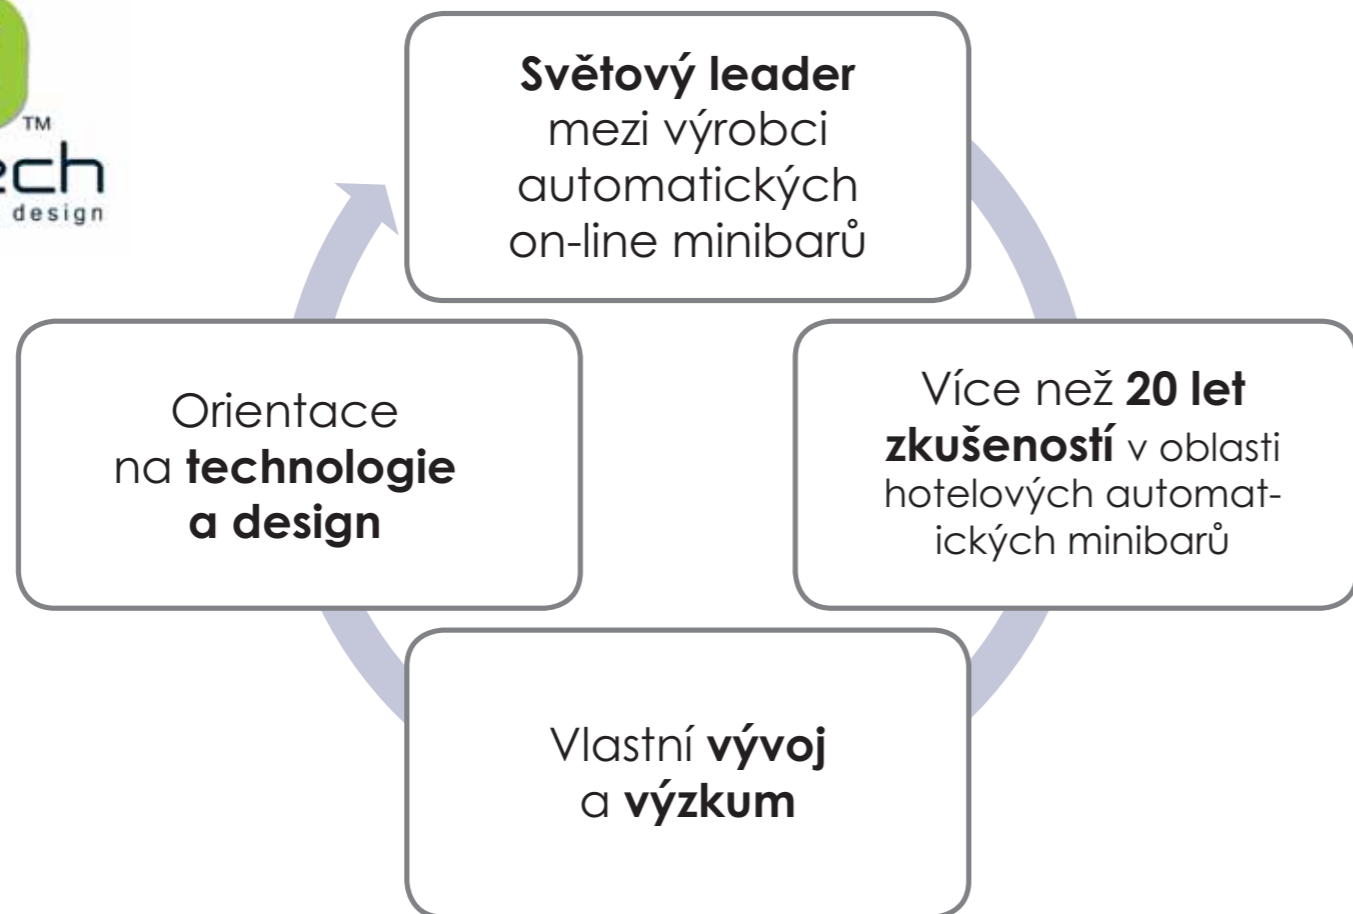 TM
design
Světový leader
mezi výrobci
automatických
on-line minibarů
Orientace
na technologie
a design
Více než 20 let
zkušeností v oblasti
hotelových automat-
ických minibarů
Vlastní vývoj
a výzkum